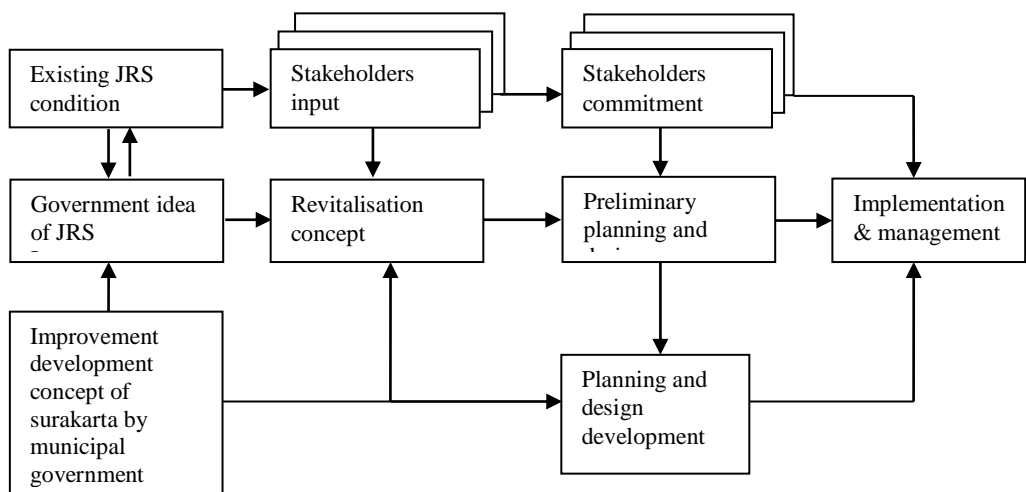 Existing JRS
condition
Stakeholders
input
Stakeholders
commitment
Government idea
of JRS
Revitalisation
concept
Preliminary
planning and
Implementation
& management
Improvement
development
concept of
surakarta by
municipal
government
Planning and
design
development